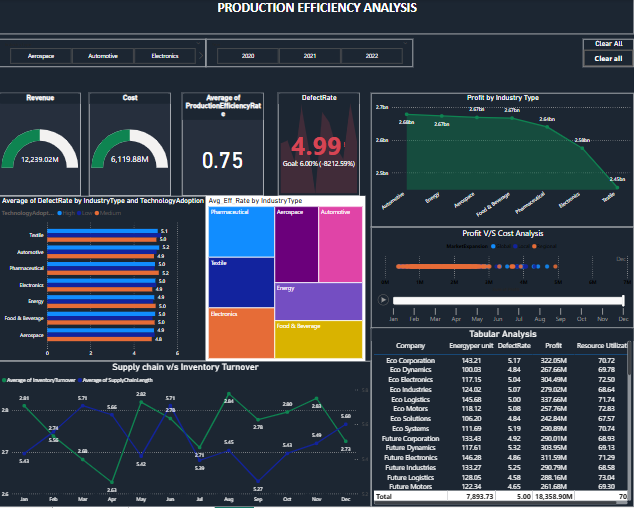 PRODUCTION EFFICIENCY ANALYSIS
Aerospace Automotive Electronics
2020 2021 2022
Clear All
Clear all
Revenue
12,239.02M
Cost
6,119.88M
Average of
ProductionEfficiencyRat
e
0.75
DefectRate
4.99
Goal: 6.00% (-8212.59%)
Profit by Industry Type
2.7bn
2.6bn
2.5bn
2.68bn 2.67bn 2.67bn 2.67bn 2.64bn 2.58bn 2.45bn
Automotive Energy Aerospace Food & Beverage Pharmaceutical Electronics Textile
Average of DefectRate by IndustryType and TechnologyAdoption
TechnologyAdopt... High Low Medium
Textile 5.1 5.0
Automotive 5.2 4.9
Pharmaceutical 5.0 5.2
Electronics 5.0 4.9
Energy 4.9 5.0
Food & Beverage 5.0 5.0
Aerospace 4.9 4.8
0 2 4 6
Avg_Eff_Rate by IndustryType
Pharmaceutical
Textile
Electronics
Aerospace
Automotive
Energy
Food & Beverage
Profit V/S Cost Analysis
Dec
Jan Feb Mar Apr May Jun Jul Aug Sep Oct Nov Dec
Supply chain v/s Inventory Turnover
Average of InventoryTurnover Average of SupplyChainLength
2.8
2.7
2.6
2.81 2.74 2.68 2.63 2.82 2.78 2.71 2.84 2.78 2.80 2.83 2.73
5.43 5.71 5.66 5.42 5.71 5.39 5.45 5.27 5.43 5.49 5.60
Jan Feb Mar Apr May Jun Jul Aug Sep Oct Nov Dec
Tabular Analysis
Company Energyper unit DefectRate Profit Resource Utilizati
Eco Corporation 143.21 5.17 322.05M 70.72
Eco Dynamics 100.03 4.84 267.66M 69.78
Eco Electronics 117.15 5.04 304.49M 72.50
Eco Industries 124.02 5.07 279.02M 68.64
Eco Logistics 145.68 5.00 337.66M 71.74
Eco Motors 118.12 5.08 257.76M 72.83
Eco Solutions 106.20 4.84 242.84M 67.57
Eco Systems 111.69 5.19 290.89M 70.74
Future Corporation 133.43 4.92 290.01M 68.93
Future Dynamics 117.61 5.32 309.95M 69.13
Future Electronics 146.28 4.86 311.59M 71.29
Future Industries 133.27 5.25 290.79M 68.58
Future Logistics 128.05 4.58 288.16M 73.04
Future Motors 122.34 4.65 261.68M 69.30
Total 7,893.73 5.00 18,358.90M 70